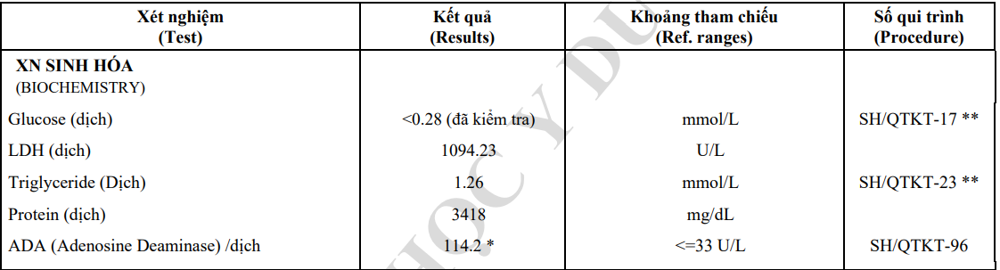 Xét nghiệm Kết quả Khoảng tham chiếu Số qui trình
(Test) (Results) (Ref. ranges) (Procedure)
XN SINH HÓA
(BIOCHEMISTRY)
Glucose (dịch) <0.28 (đã kiểm tra) mmol/L SH/QTKT-17 **
LDH (dịch) 1094.23 U/L
Triglyceride (Dịch) 1.26 mmol/L SH/QTKT-23 **
Protein (dịch) 3418 mg/dL
ADA (Adenosine Deaminase) /dịch 114.2 * <=33 U/L SH/QTKT-96
HỌC Y DƯ